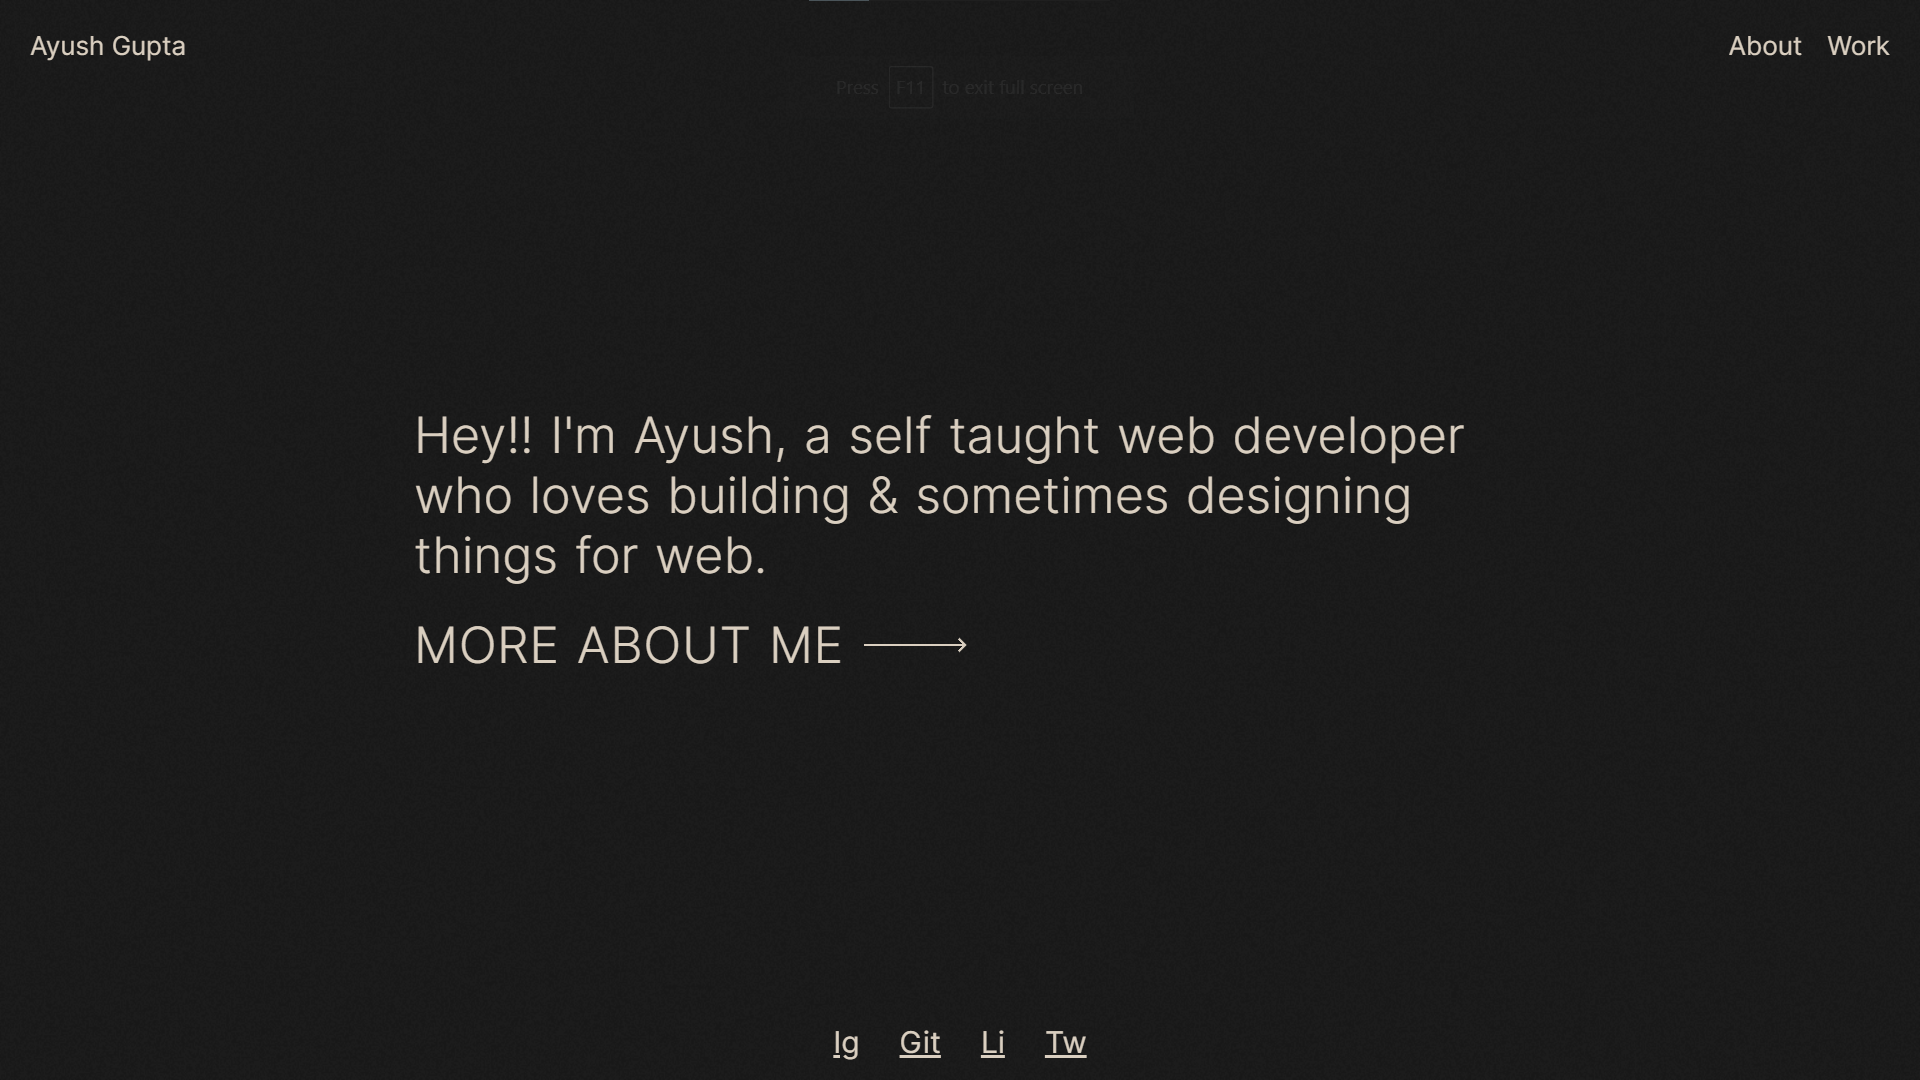 Ayush Gupta
About Work
Press F11 to exit full screen
Hey!! I'm Ayush, a self taught web developer
who loves building & sometimes designing
things for web.
MORE ABOUT ME
Ig Git Li Tw